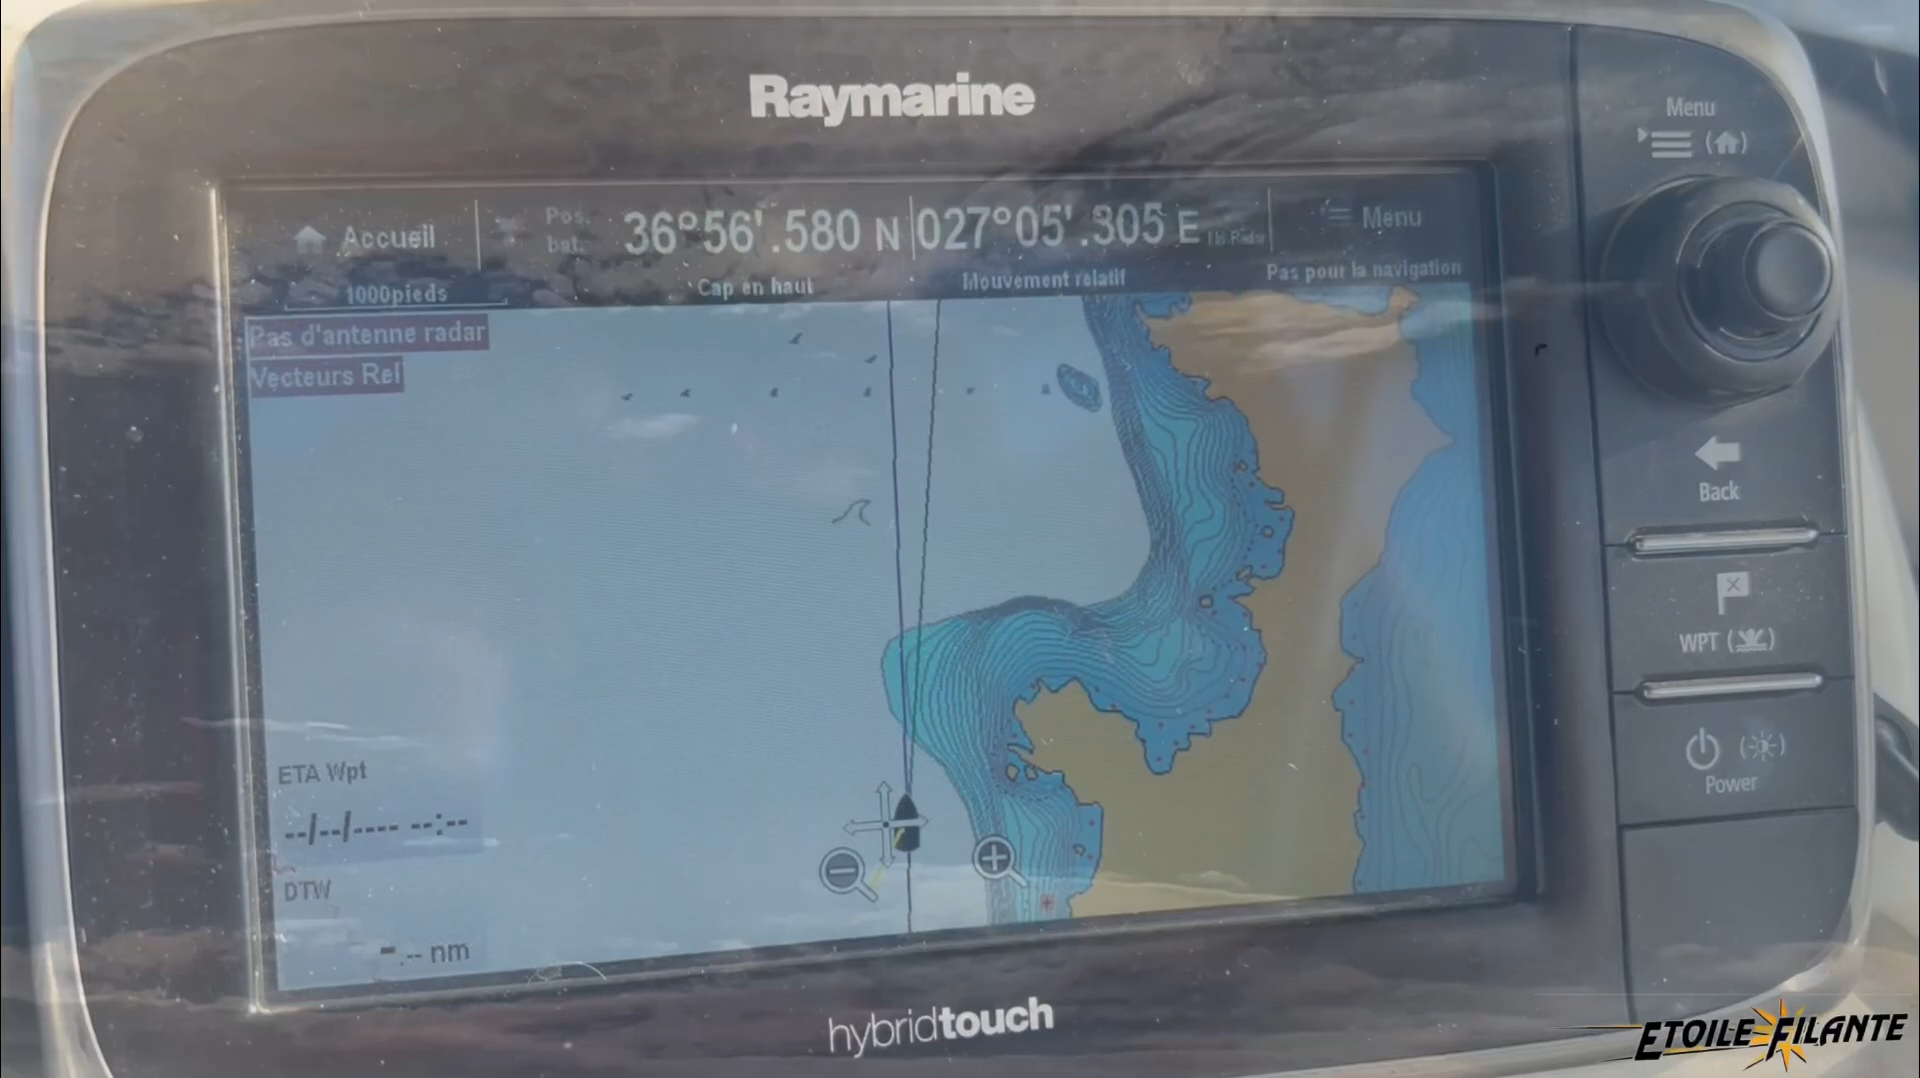 Raymarine
Menu
Accueil
Pos. bat. 36°56'.580 N 027°05'.305 E
Menu
1000pieds
Cap en haut
Mouvement relatif
Pas pour la navigation
Pas d'antenne radar
Vecteurs Rel
Back
WPT
Power
ETA Wpt
--/--/---- --:--
DTW
-.-- nm
hybridtouch
ETOILE FILANTE